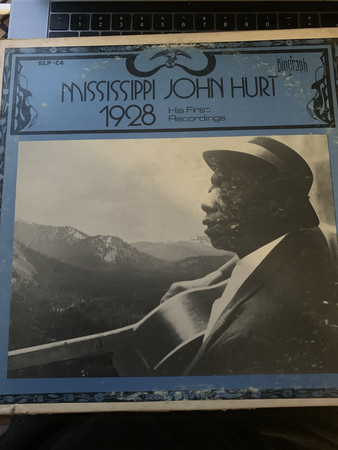 BLP-C4
Biograph
MISSISSIPPI JOHN HURT
1928 His First
Recordings